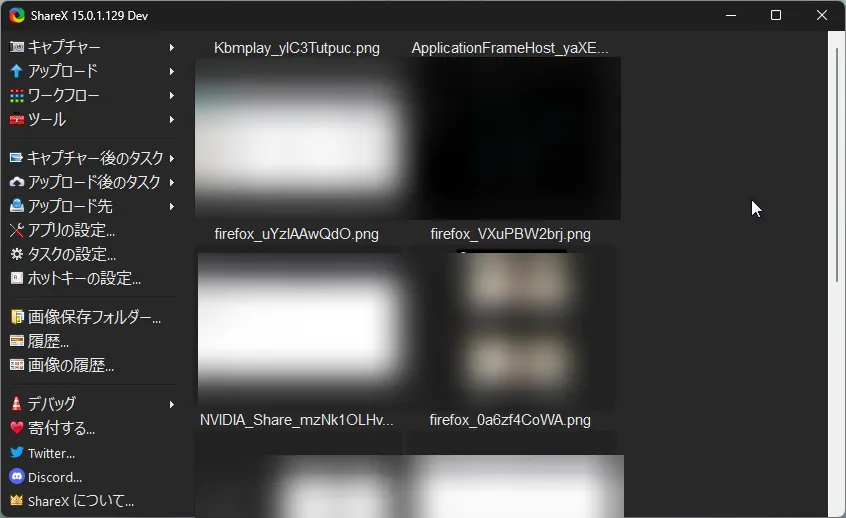 ShareX 15.0.1.129 Dev
キャプチャー
アップロード
ワークフロー
ツール
キャプチャー後のタスク
アップロード後のタスク
アップロード先
アプリの設定...
タスクの設定...
ホットキーの設定...
画像保存フォルダー...
履歴...
画像の履歴...
デバッグ
寄付する...
Twitter...
Discord...
ShareX について...
Kbmplay_ylC3Tutpuc.png
ApplicationFrameHost_yaXE...
firefox_uYzlAAwQdO.png
firefox_VXuPBW2brj.png
NVIDIA_Share_mzNk1OLHv...
firefox_0a6zf4CoWA.png